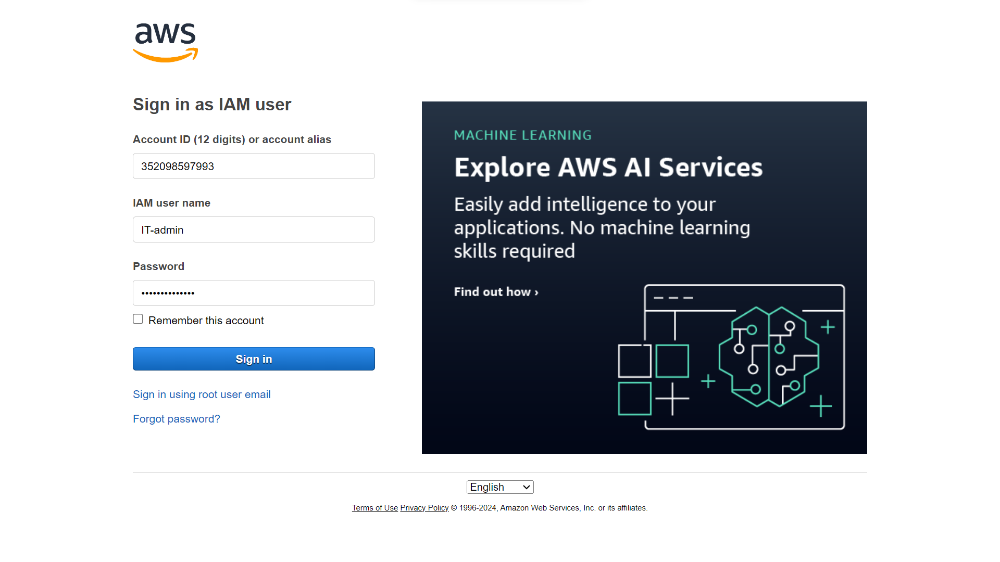 aws
Sign in as IAM user
Account ID (12 digits) or account alias
352098597993
IAM user name
IT-admin
Password
••••••••••••••
Remember this account
Sign in
Sign in using root user email
Forgot password?
MACHINE LEARNING
Explore AWS AI Services
Easily add intelligence to your
applications. No machine learning
skills required
Find out how ›
English
Terms of Use Privacy Policy © 1996-2024, Amazon Web Services, Inc. or its affiliates.